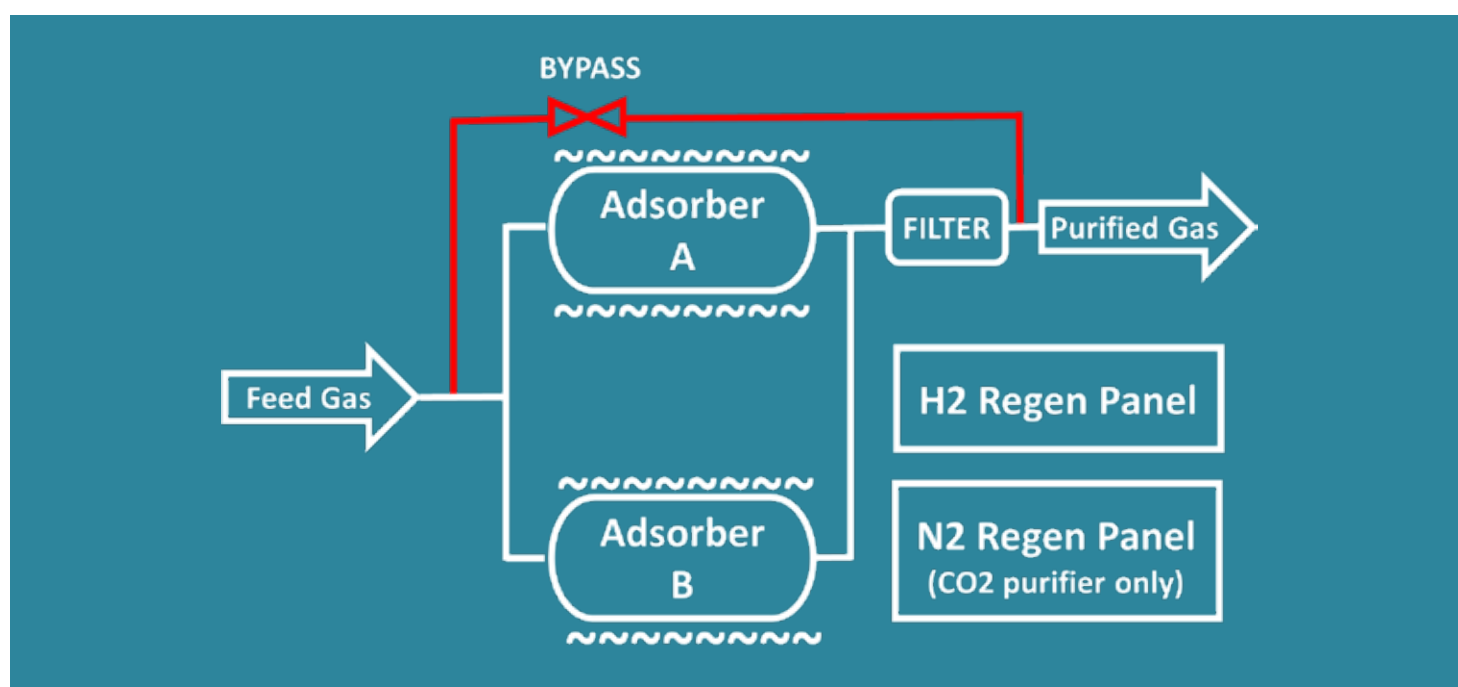 BYPASS
Adsorber
A
FILTER
Purified Gas
Feed Gas
H2 Regen Panel
Adsorber
B
N2 Regen Panel
(CO2 purifier only)